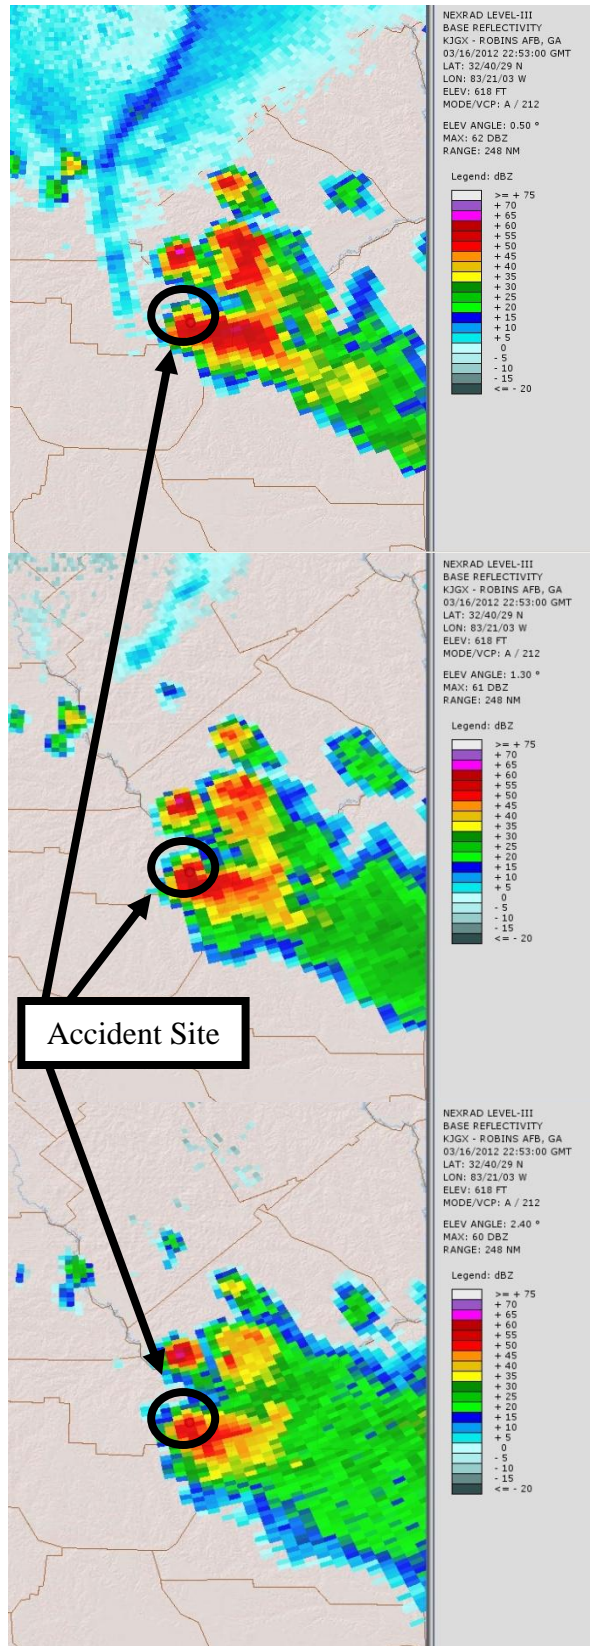 NEXRAD LEVEL-III
BASE REFLECTIVITY
KJGX - ROBINS AFB, GA
03/16/2012 22:53:00 GMT
LAT: 32/40/29 N
LON: 83/21/03 W
ELEV: 618 FT
MODE/VCP: A / 212
ELEV ANGLE: 0.50 °
MAX: 62 DBZ
RANGE: 248 NM
Legend: dBZ
>= + 75
+ 70
+ 65
+ 60
+ 55
+ 50
+ 45
+ 40
+ 35
+ 30
+ 25
+ 20
+ 15
+ 10
+ 5
0
- 5
- 10
- 15
<= - 20
NEXRAD LEVEL-III
BASE REFLECTIVITY
KJGX - ROBINS AFB, GA
03/16/2012 22:53:00 GMT
LAT: 32/40/29 N
LON: 83/21/03 W
ELEV: 618 FT
MODE/VCP: A / 212
ELEV ANGLE: 1.30 °
MAX: 61 DBZ
RANGE: 248 NM
Legend: dBZ
>= + 75
+ 70
+ 65
+ 60
+ 55
+ 50
+ 45
+ 40
+ 35
+ 30
+ 25
+ 20
+ 15
+ 10
+ 5
0
- 5
- 10
- 15
<= - 20
Accident Site
NEXRAD LEVEL-III
BASE REFLECTIVITY
KJGX - ROBINS AFB, GA
03/16/2012 22:53:00 GMT
LAT: 32/40/29 N
LON: 83/21/03 W
ELEV: 618 FT
MODE/VCP: A / 212
ELEV ANGLE: 2.40 °
MAX: 60 DBZ
RANGE: 248 NM
Legend: dBZ
>= + 75
+ 70
+ 65
+ 60
+ 55
+ 50
+ 45
+ 40
+ 35
+ 30
+ 25
+ 20
+ 15
+ 10
+ 5
0
- 5
- 10
- 15
<= - 20